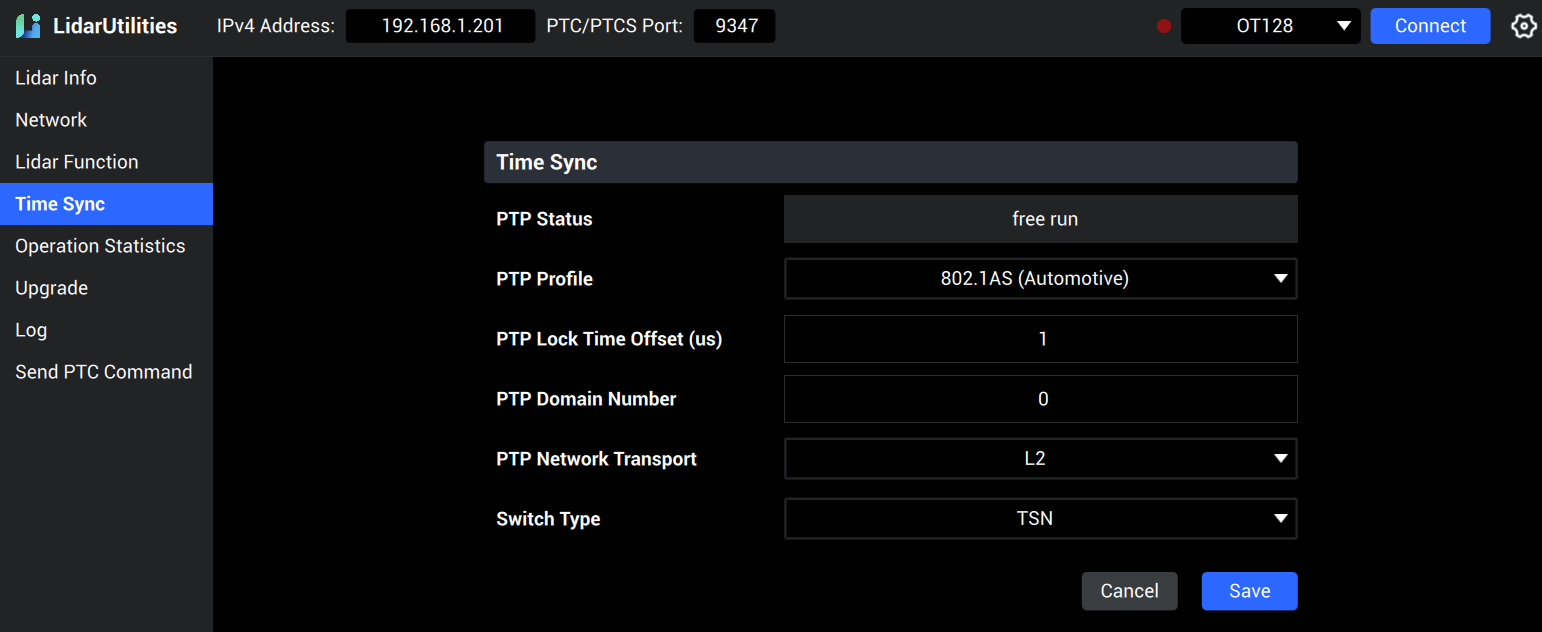 LidarUtilities IPv4 Address: 192.168.1.201 PTC/PTCS Port: 9347 OT128 Connect
Lidar Info
Network
Lidar Function
Time Sync
Operation Statistics
Upgrade
Log
Send PTC Command
Time Sync
PTP Status free run
PTP Profile 802.1AS (Automotive)
PTP Lock Time Offset (us) 1
PTP Domain Number 0
PTP Network Transport L2
Switch Type TSN
Cancel Save